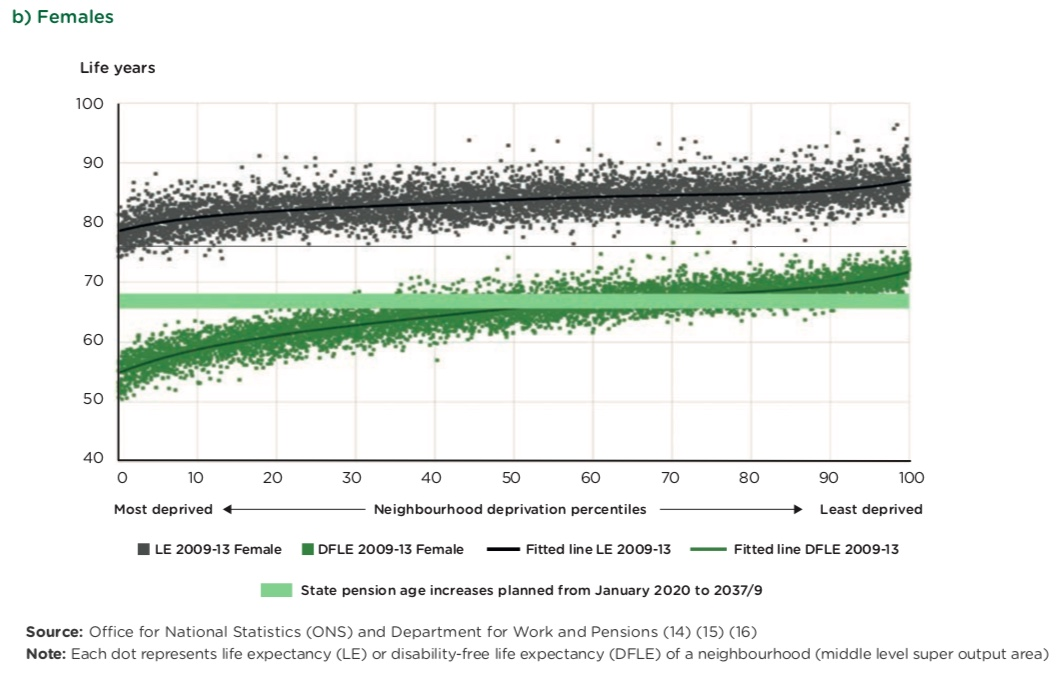 b) Females
Life years
100
90
80
70
60
50
40
0 10 20 30 40 50 60 70 80 90 100
Most deprived Neighbourhood deprivation percentiles Least deprived
LE 2009-13 Female DFLE 2009-13 Female Fitted line LE 2009-13 Fitted line DFLE 2009-13
State pension age increases planned from January 2020 to 2037/9
Source: Office for National Statistics (ONS) and Department for Work and Pensions (14) (15) (16)
Note: Each dot represents life expectancy (LE) or disability-free life expectancy (DFLE) of a neighbourhood (middle level super output area)